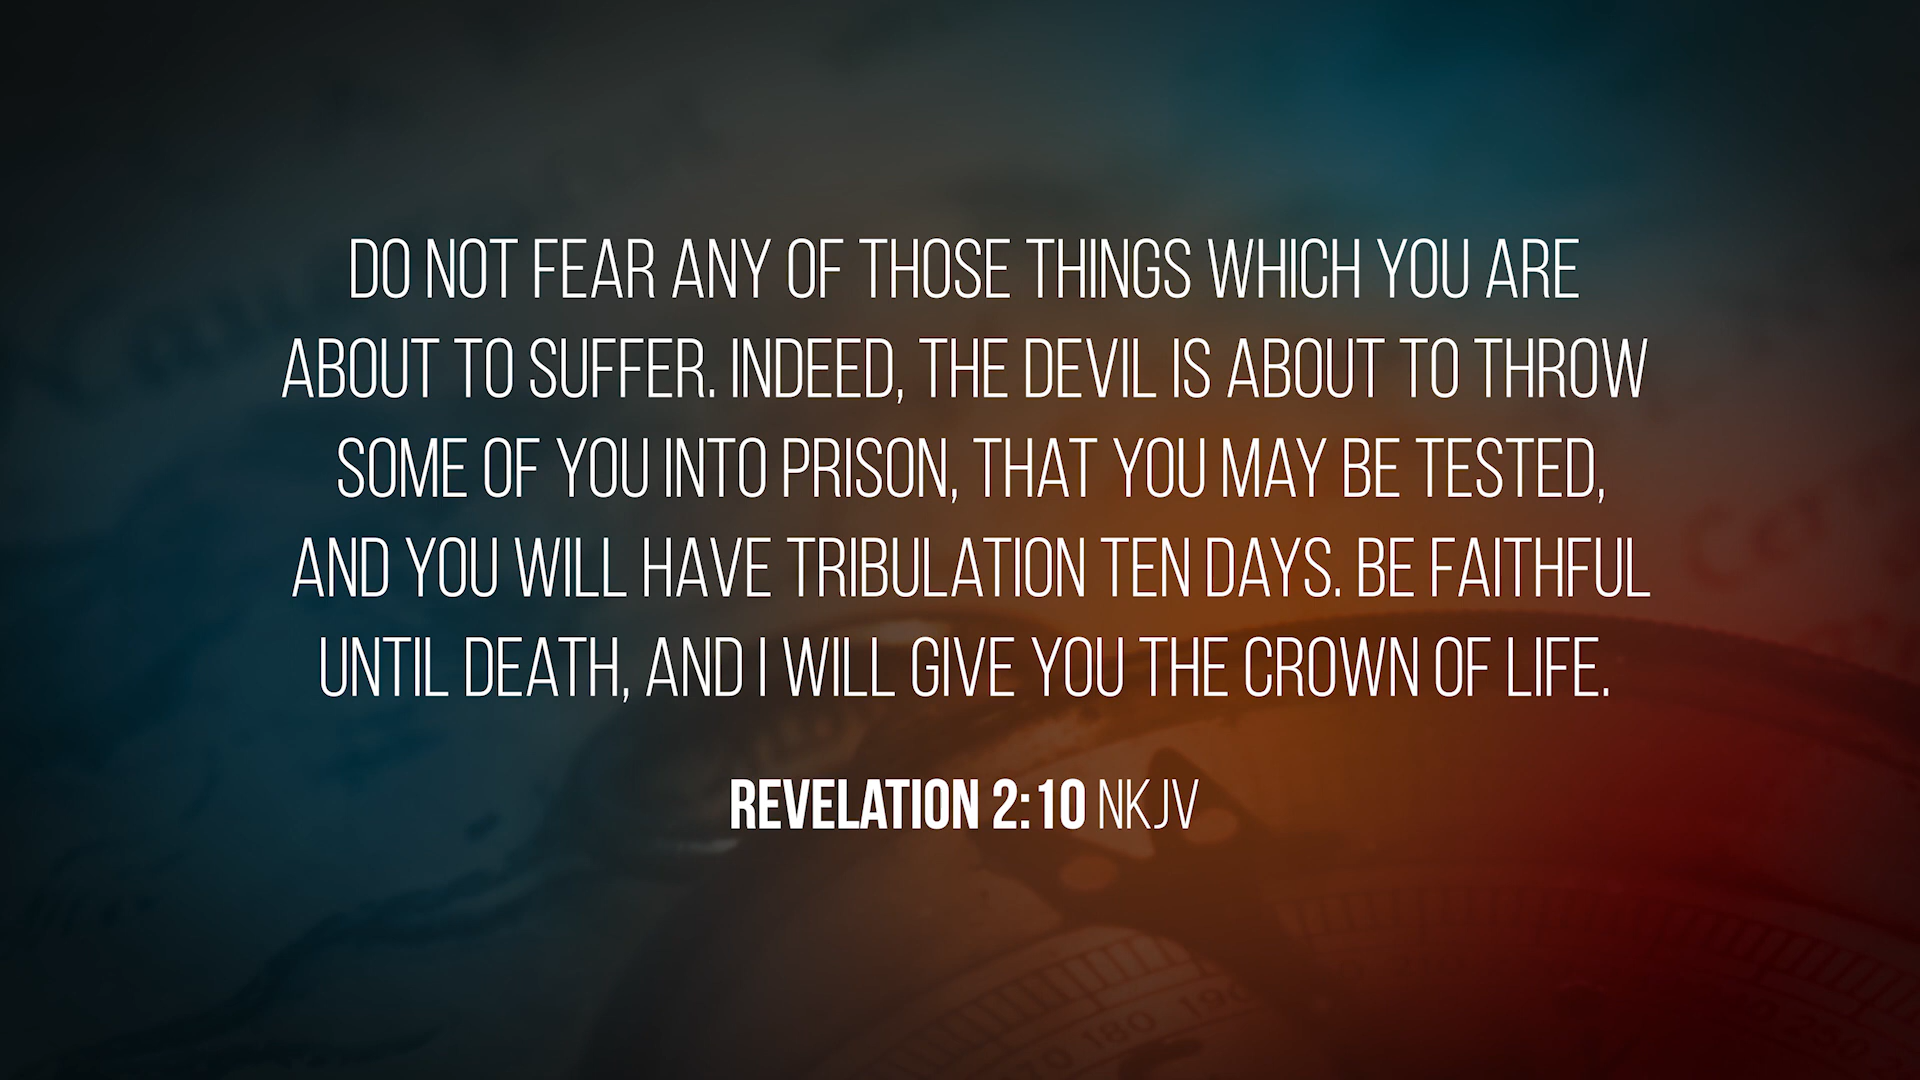 DO NOT FEAR ANY OF THOSE THINGS WHICH YOU ARE
ABOUT TO SUFFER. INDEED, THE DEVIL IS ABOUT TO THROW
SOME OF YOU INTO PRISON, THAT YOU MAY BE TESTED,
AND YOU WILL HAVE TRIBULATION TEN DAYS. BE FAITHFUL
UNTIL DEATH, AND I WILL GIVE YOU THE CROWN OF LIFE.
REVELATION 2:10 NKJV
180
190